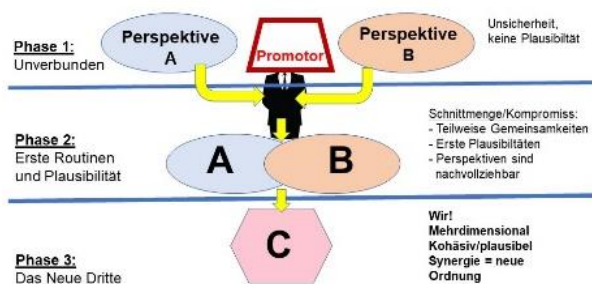 Phase 1:
Unverbunden
Perspektive
A
Promotor
Perspektive
B
Unsicherheit,
keine Plausibiltät
Phase 2:
Erste Routinen
und Plausibilität
A
B
Schnittmenge/Kompromiss:
- Teilweise Gemeinsamkeiten
- Erste Plausibiltäten
- Perspektiven sind
nachvollziehbar
Phase 3:
Das Neue Dritte
C
Wir!
Mehrdimensional
Kohäsiv/plausibel
Synergie = neue
Ordnung